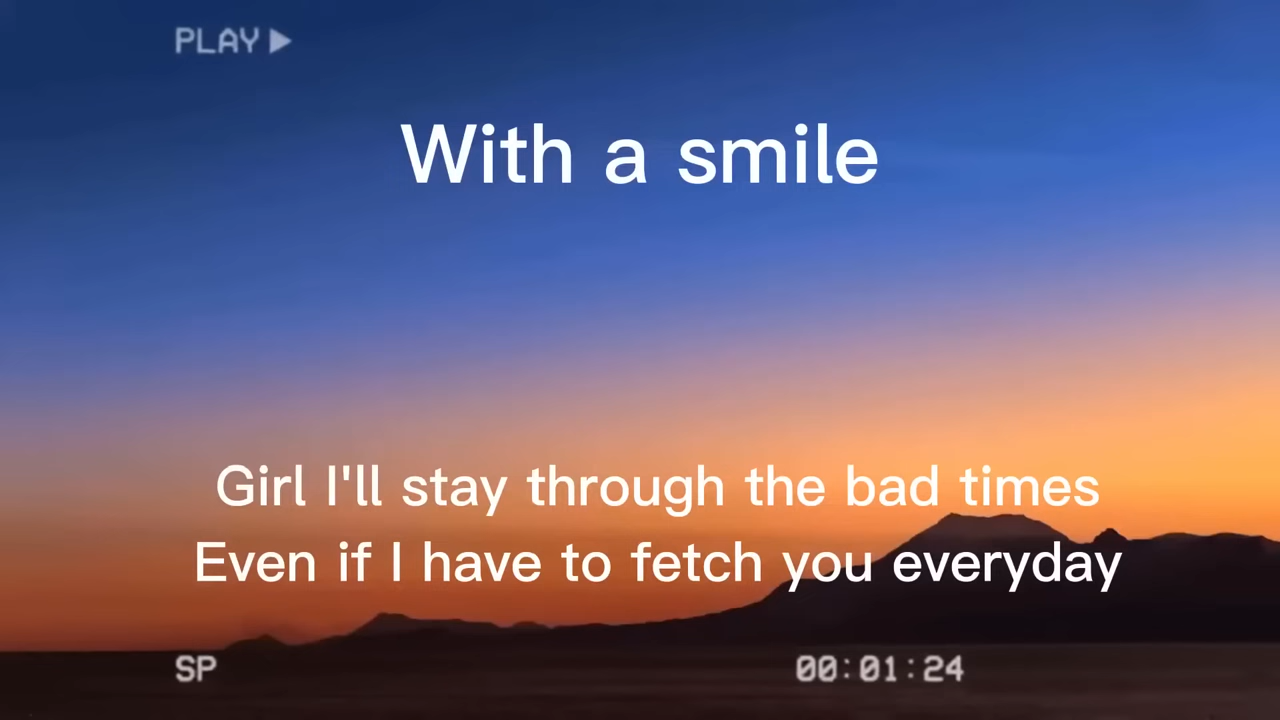 PLAY ▶
With a smile
Girl I'll stay through the bad times
Even if I have to fetch you everyday
SP
00:01:24